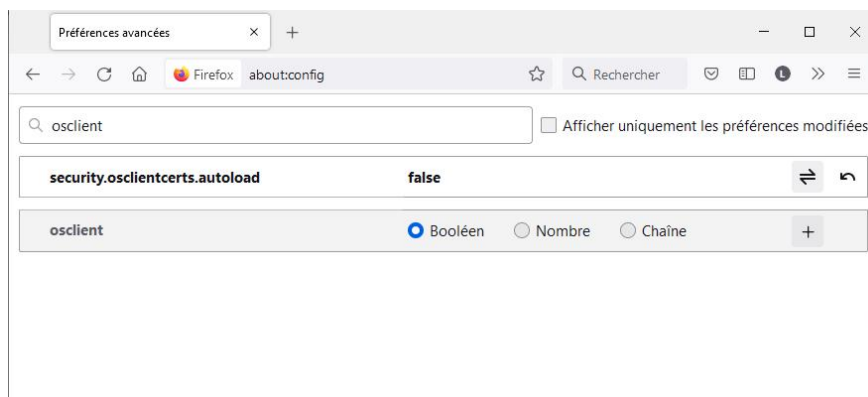 Préférences avancées
Firefox about:config Rechercher L
osclient Afficher uniquement les préférences modifiées
security.osclientcerts.autoload false
osclient Booléen Nombre Chaîne